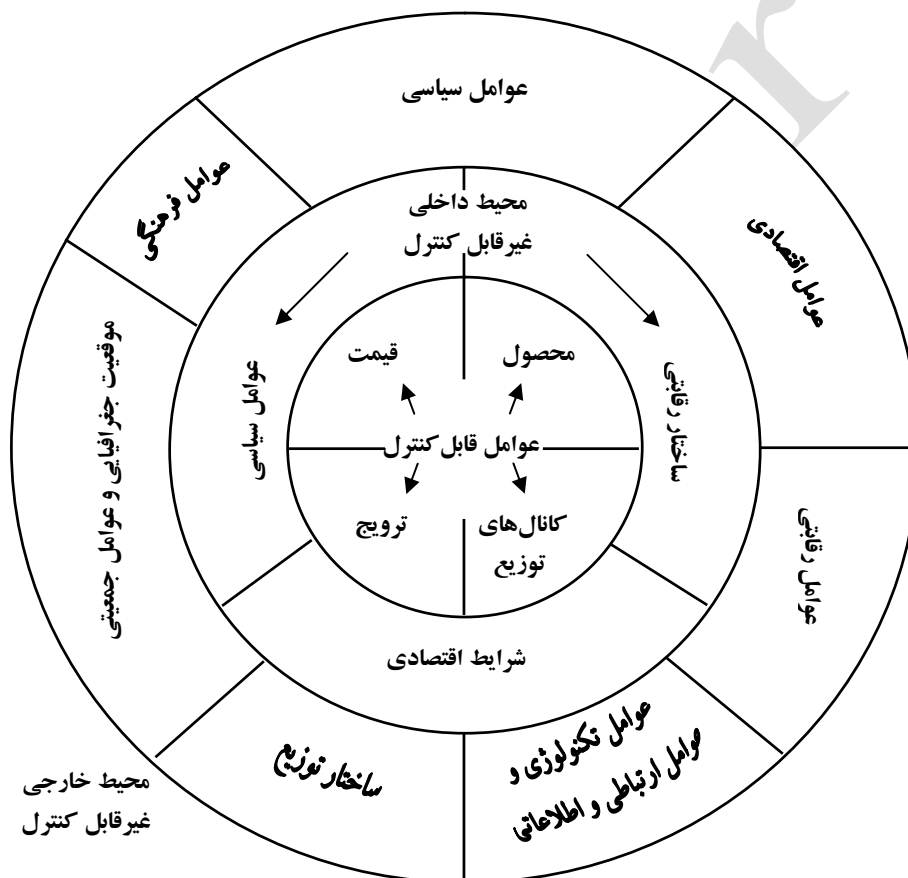 عوامل سیاسی
عوامل فرهنگی
عوامل اقتصادی
محیط داخلی
غیرقابل کنترل
موقعیت جغرافیایی و عوامل جمعیتی
عوامل سیاسی
ساختار رقابتی
محصول
قیمت
عوامل قابل کنترل
کانال‌های
توزیع
ترویج
عوامل رقابتی
شرایط اقتصادی
عوامل تکنولوژی و
عوامل ارتباطی و اطلاعاتی
ساختار توزیع
محیط خارجی
غیرقابل کنترل
r